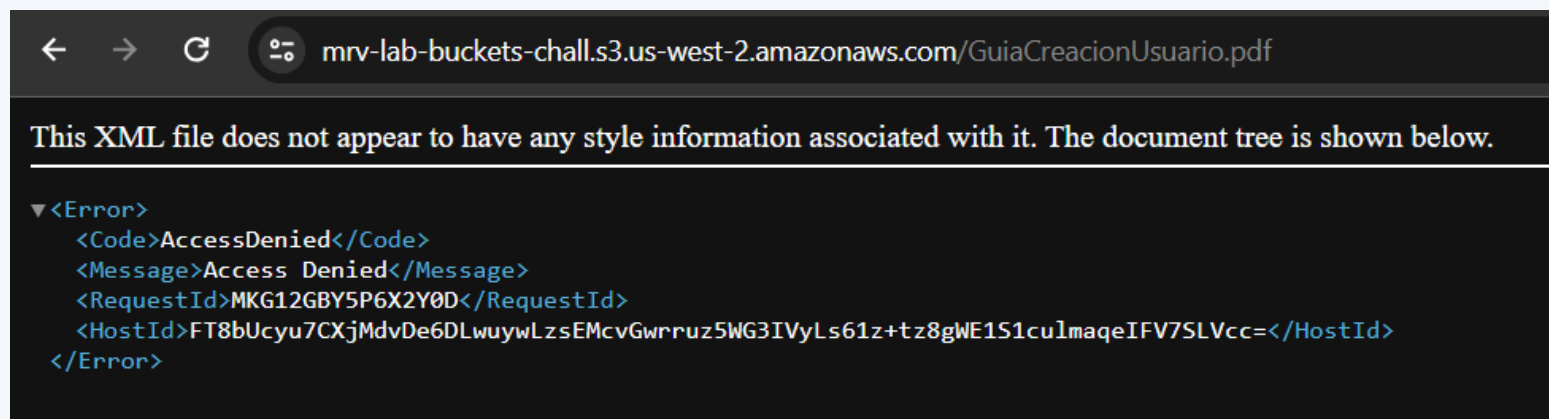 mrv-lab-buckets-chall.s3.us-west-2.amazonaws.com/GuiaCreacionUsuario.pdf
This XML file does not appear to have any style information associated with it. The document tree is shown below.
▼<Error>
<Code>AccessDenied</Code>
<Message>Access Denied</Message>
<RequestId>MKG12GBY5P6X2Y0D</RequestId>
<HostId>FT8bUcyu7CXjMdvDe6DLwuywLzsEMcvGwrruz5WG3IVyLs61z+tz8gWE1S1culmaqeIFV7SLVcc=</HostId>
</Error>